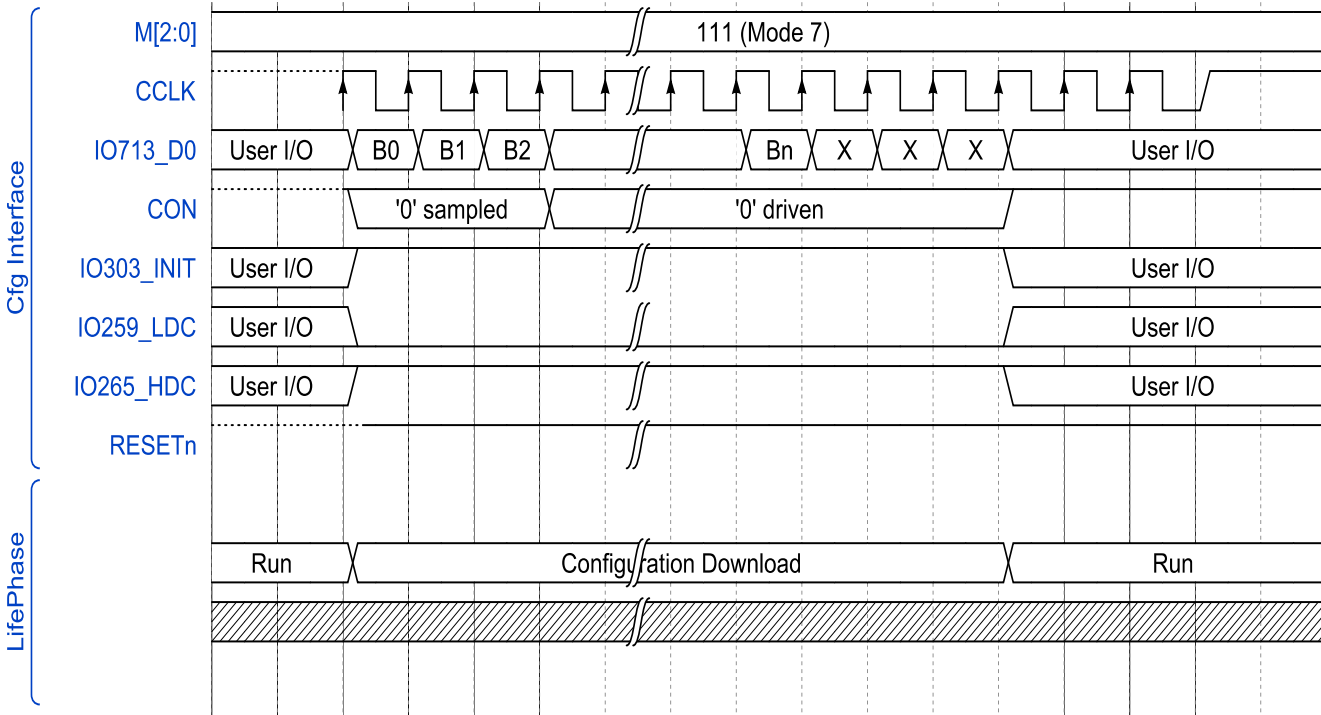 Cfg Interface
M[2:0] 111 (Mode 7)
CCLK
IO713_D0 User I/O B0 B1 B2 Bn X X X User I/O
CON '0' sampled '0' driven
IO303_INIT User I/O User I/O
IO259_LDC User I/O User I/O
IO265_HDC User I/O User I/O
RESETn
LifePhase
Run Configuration Download Run